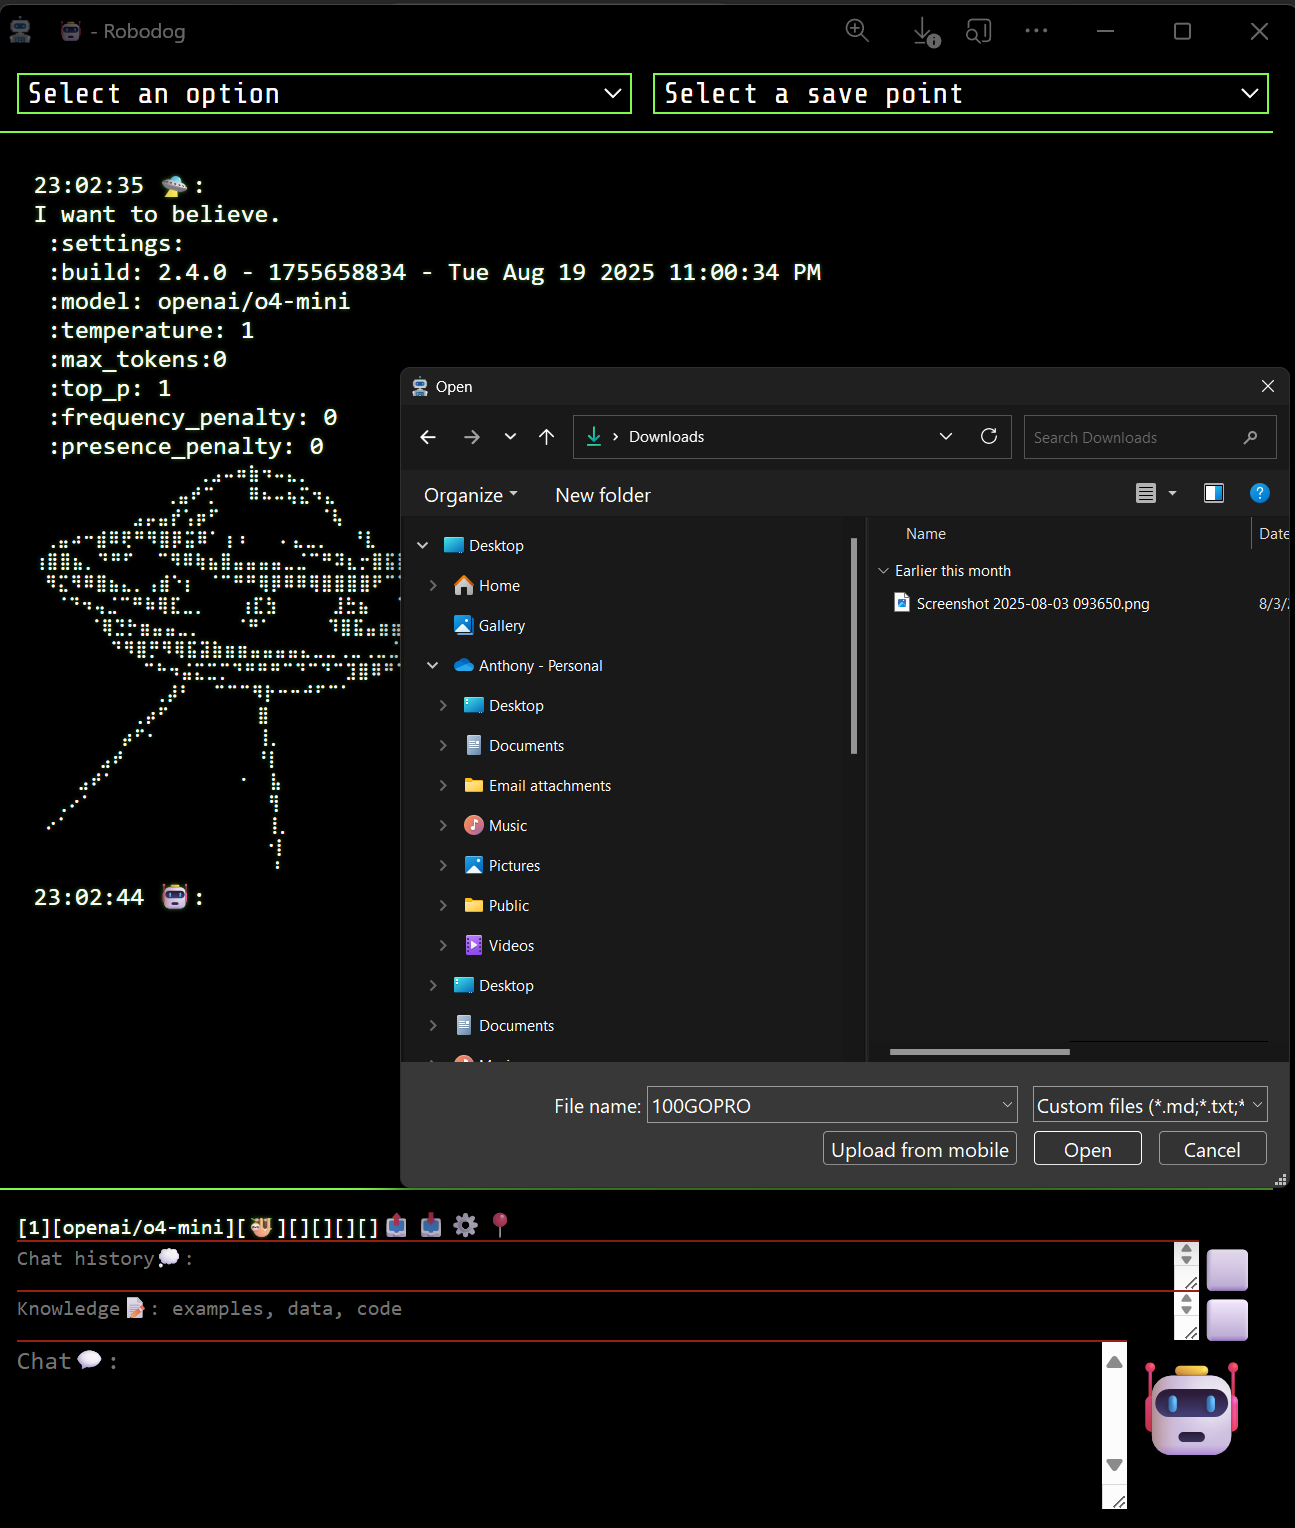 - Robodog
Select an option
Select a save point
23:02:35 🛸:
I want to believe.
:settings:
:build: 2.4.0 - 1755658834 - Tue Aug 19 2025 11:00:34 PM
:model: openai/o4-mini
:temperature: 1
:max_tokens:0
:top_p: 1
:frequency_penalty: 0
:presence_penalty: 0
23:02:44 🤖:
Open
Downloads
Search Downloads
Organize
New folder
Name
Date
Desktop
Home
Gallery
Anthony - Personal
Desktop
Documents
Email attachments
Music
Pictures
Public
Videos
Desktop
Documents
Earlier this month
Screenshot 2025-08-03 093650.png
8/3/
File name: 100GOPRO
Custom files (*.md;*.txt;*
Upload from mobile
Open
Cancel
[1][openai/o4-mini][🦥][][][][]
Chat history💭:
Knowledge📝: examples, data, code
Chat💬: